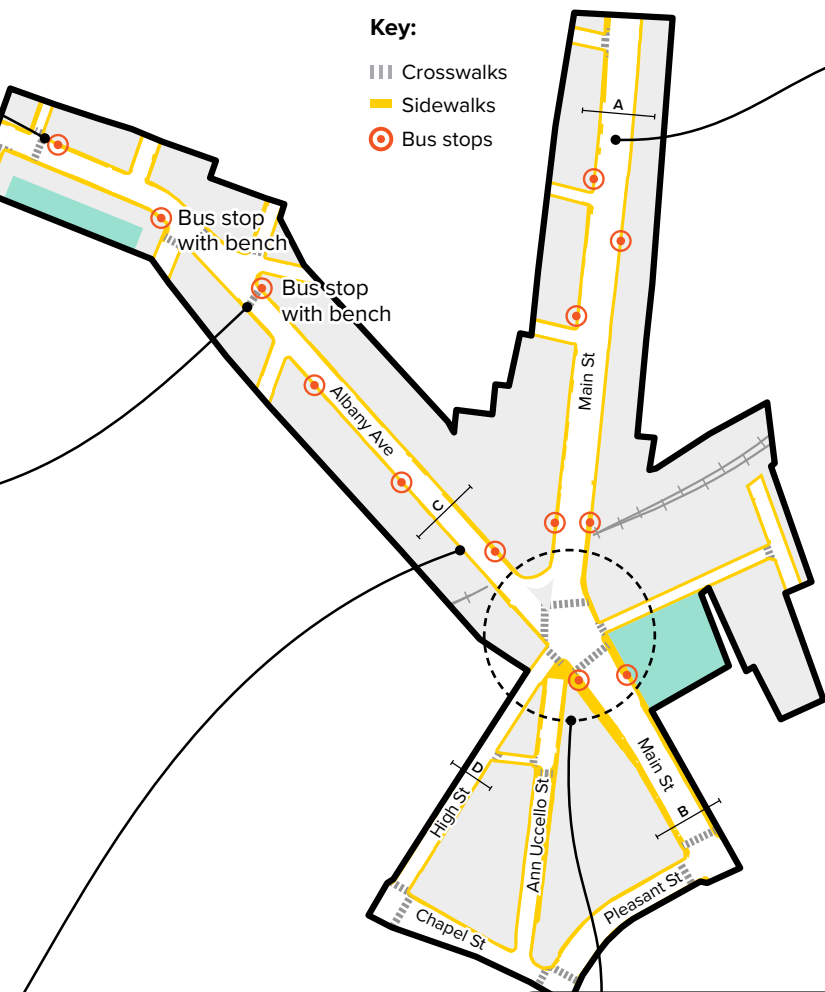 Key:
Crosswalks
Sidewalks
Bus stops
A
Bus stop
with bench
Bus stop
with bench
Main St
Albany Ave
C
Main St
D
B
High St
Ann Uccello St
Pleasant St
Chapel St